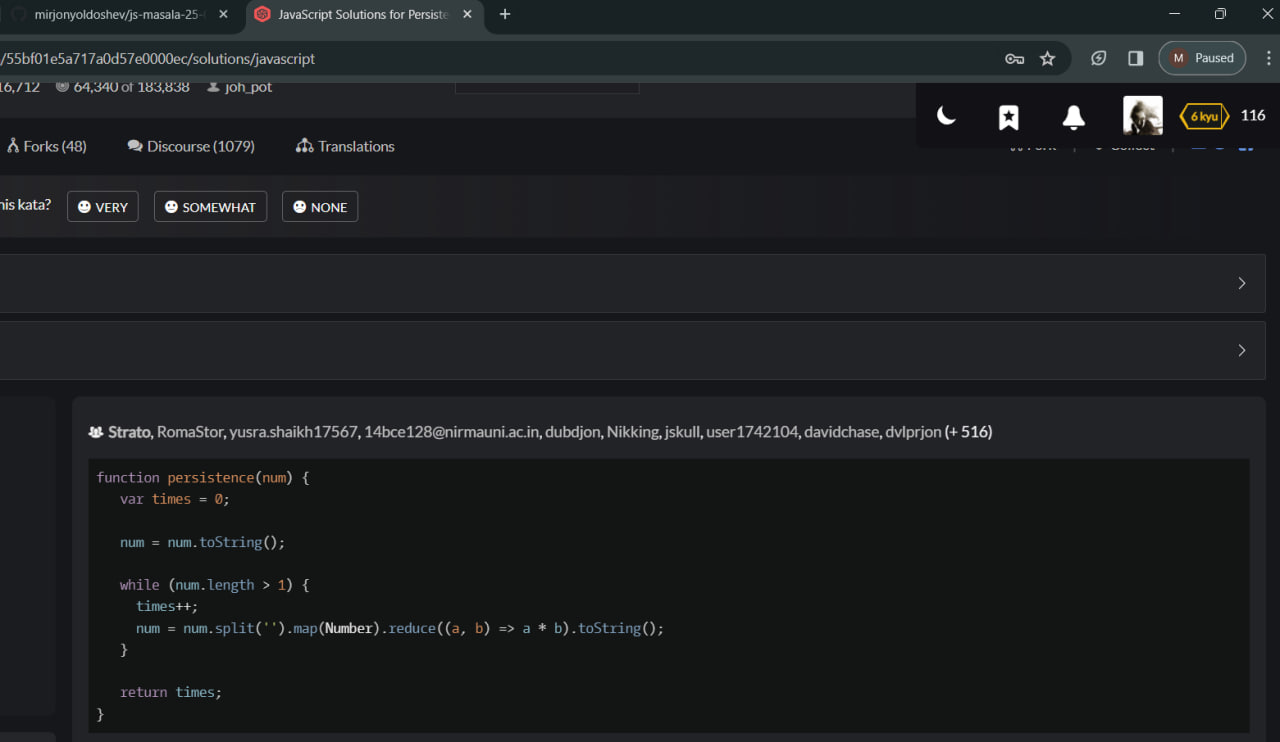 mirjonyoldoshev/js-masala-25-
JavaScript Solutions for Persiste
/55bf01e5a717a0d57e0000ec/solutions/javascript
M Paused
16,712 64,340 of 183,838 joh_pot
6 kyu 116
Forks (48) Discourse (1079) Translations
Fork Collect
his kata? VERY SOMEWHAT NONE
Strato, RomaStor, yusra.shaikh17567, 14bce128@nirmauni.ac.in, dubdjon, Nikking, jskull, user1742104, davidchase, dvlprjon (+ 516)
function persistence(num) {
var times = 0;
num = num.toString();
while (num.length > 1) {
times++;
num = num.split('').map(Number).reduce((a, b) => a * b).toString();
}
return times;
}